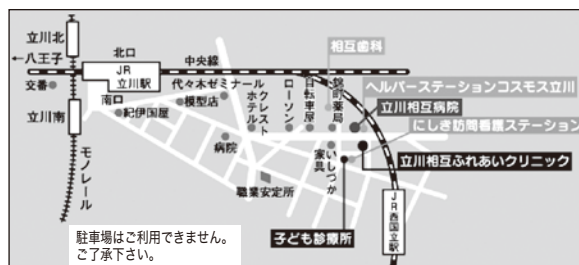 立川北
←八王子
交番
立川南
モノレール
北口
JR
立川駅
南口
中央線
紀伊国屋
模型店
代々木ゼミナール
クレスト
ホテル
病院
職業安定所
ローソン
自転車屋
錦町薬局
相互歯科
ヘルパーステーションコスモス立川
立川相互病院
にしき訪問看護ステーション
いしづか
家具
立川相互ふれあいクリニック
子ども診療所
JR西国立駅
駐車場はご利用できません。
ご了承下さい。